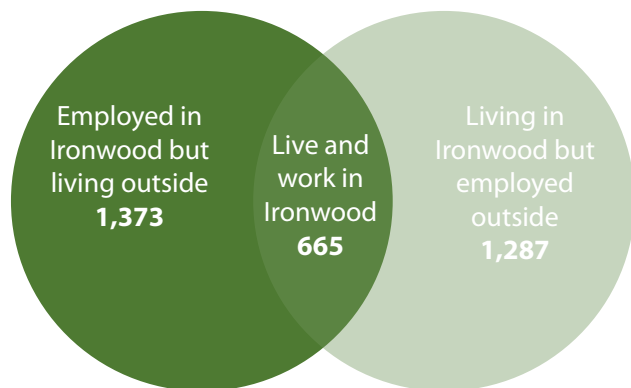 Employed in
Ironwood but
living outside
1,373
Live and
work in
Ironwood
665
Living in
Ironwood but
employed
outside
1,287